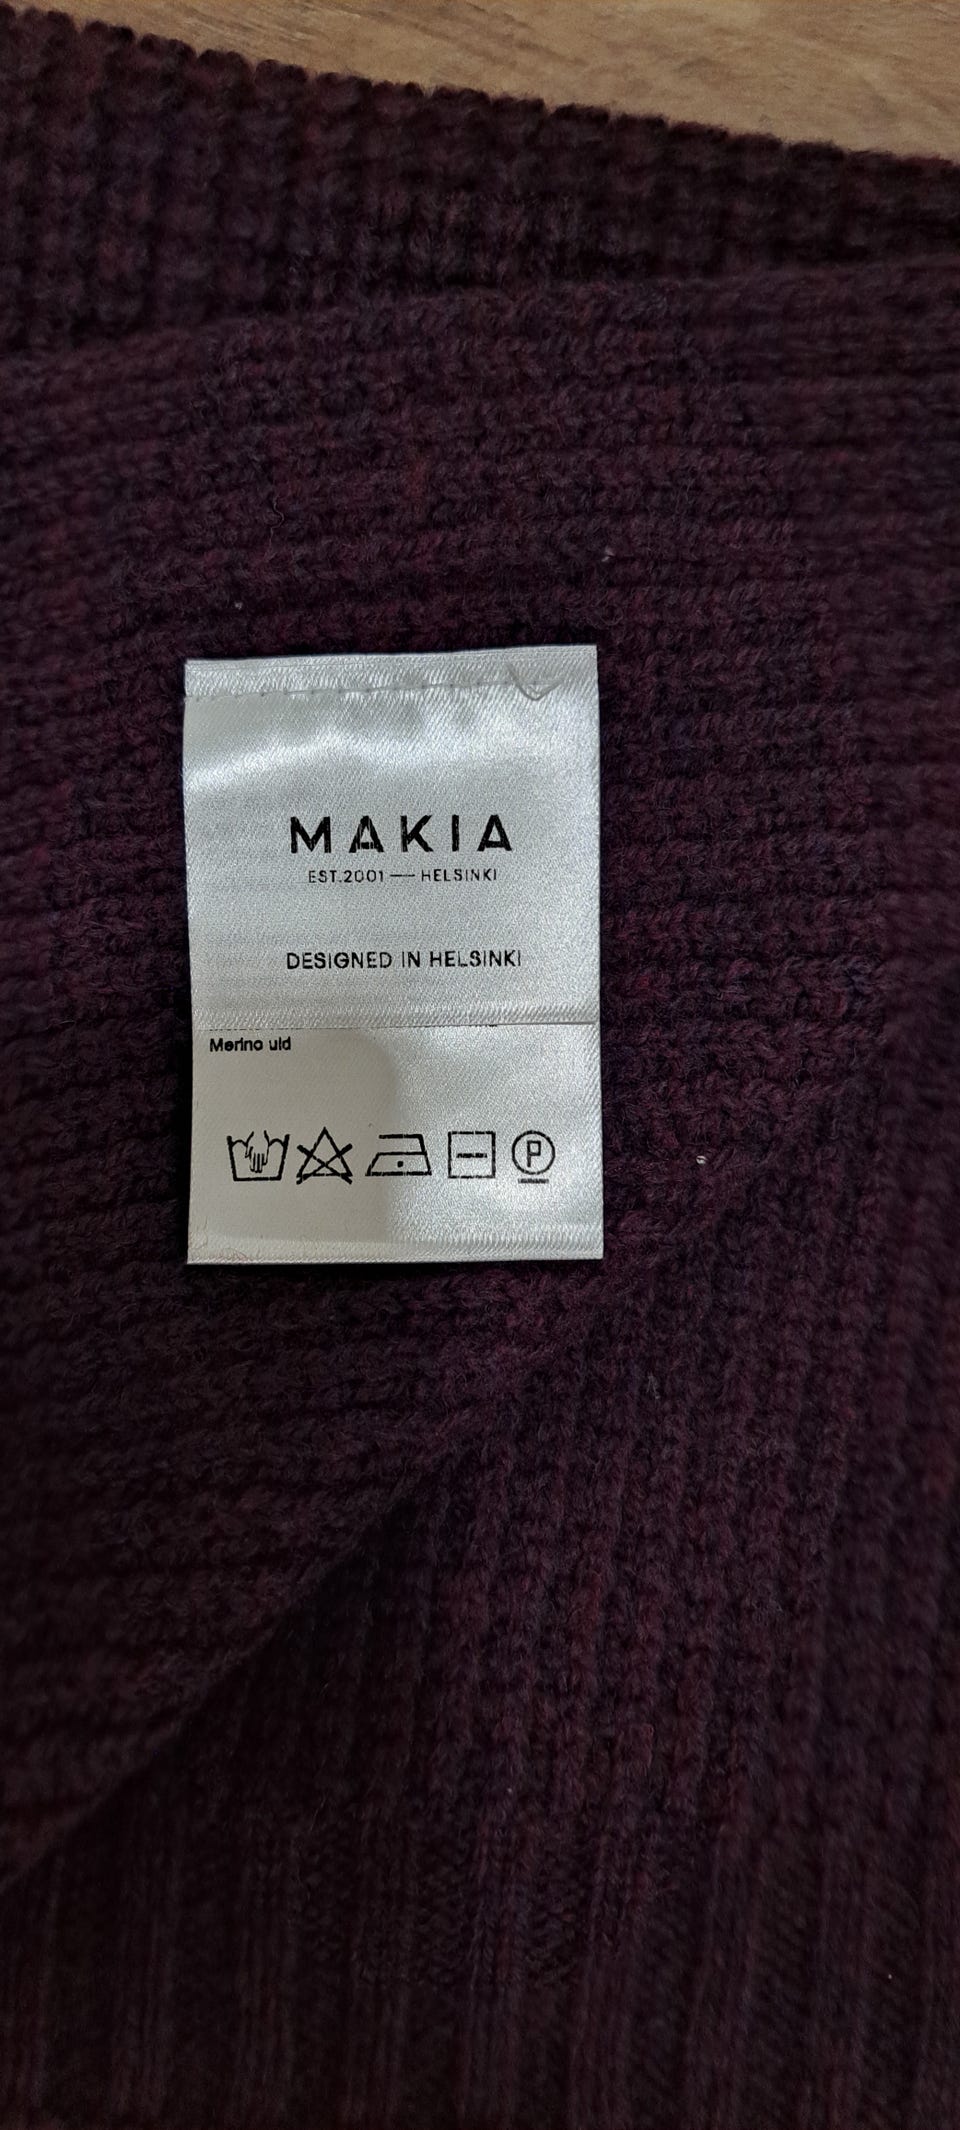 MAKIA
EST.2001 — HELSINKI
DESIGNED IN HELSINKI
Merino uld
P